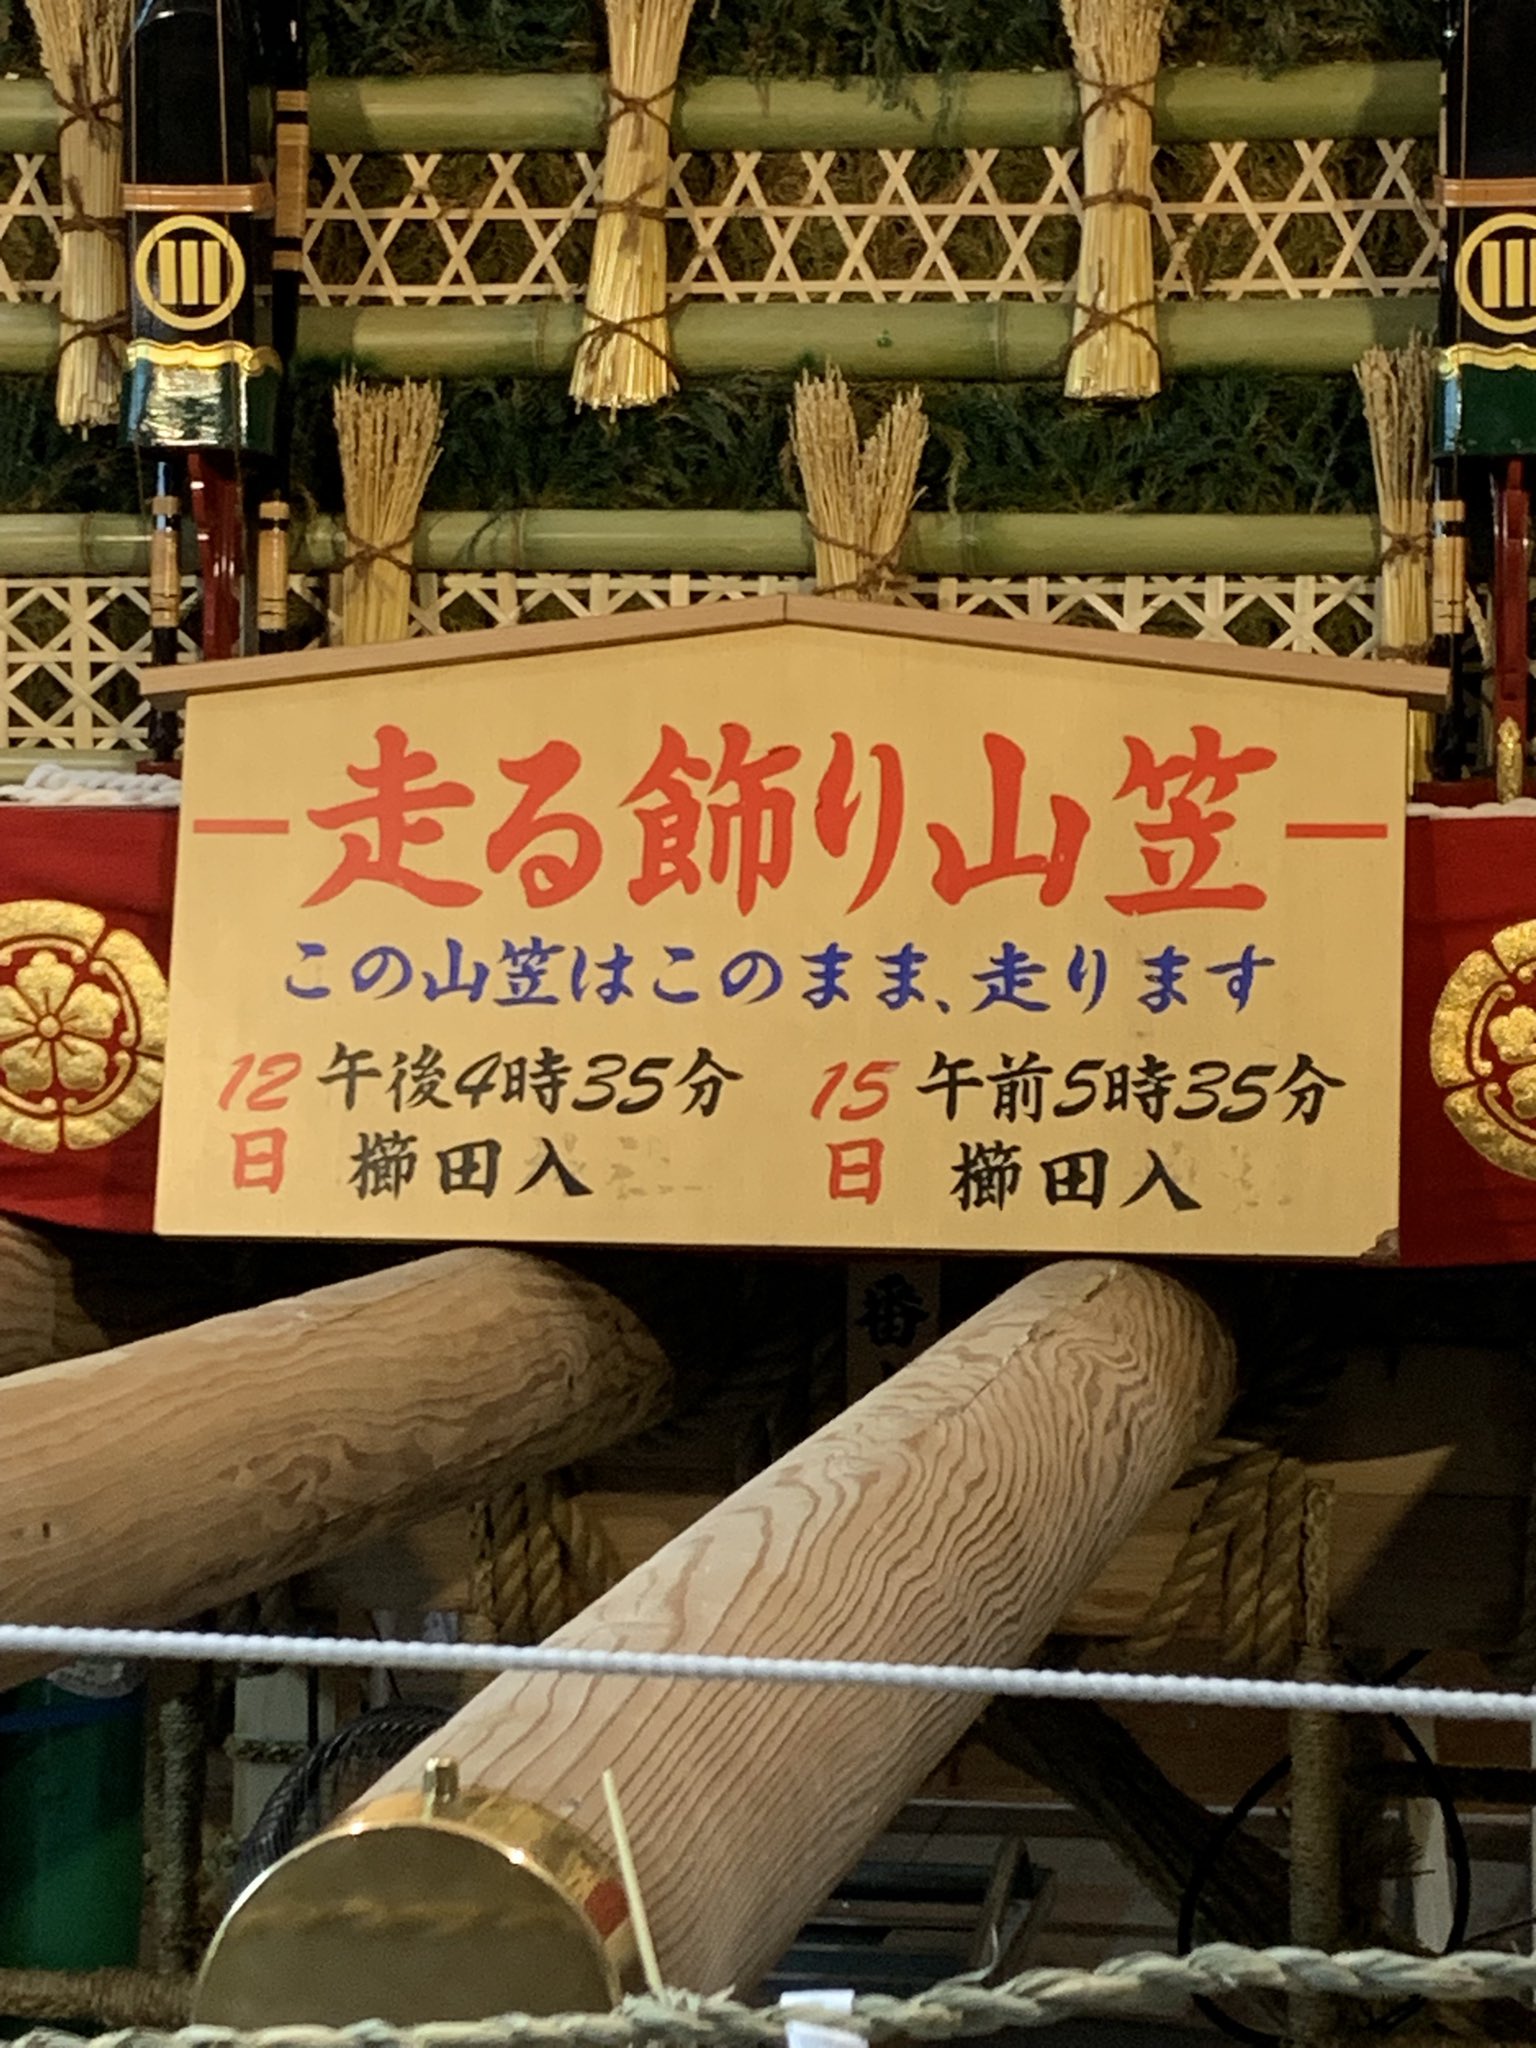 ー走る飾り山笠ー
この山笠はこのまま、走ります
12日 午後4時35分 櫛田入
15日 午前5時35分 櫛田入
番